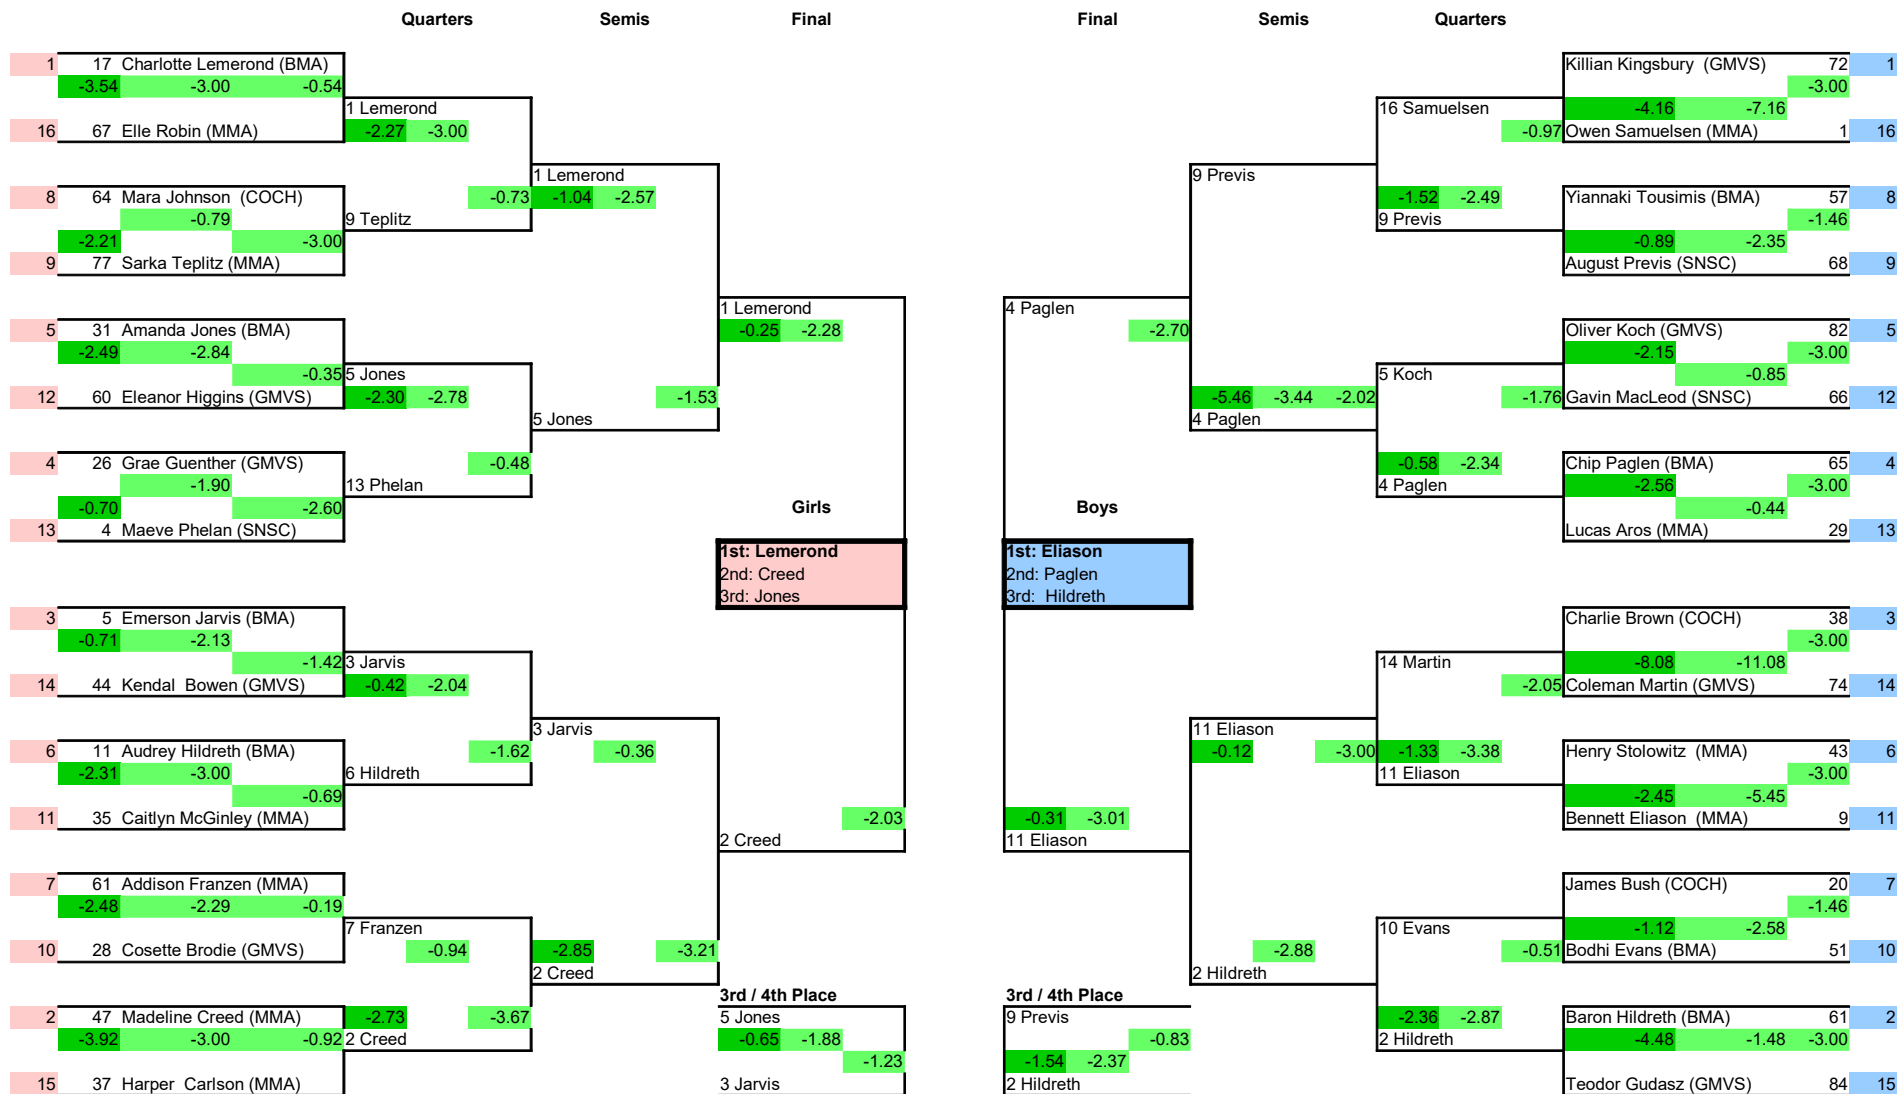 Quarters Semis Final Final Semis Quarters
1 17 Charlotte Lemerond (BMA) Killian Kingsbury (GMVS) 72 1
-3.54 -3.00 -0.54 -3.00
1 Lemerond 16 Samuelsen -4.16 -7.16
16 67 Elle Robin (MMA) -2.27 -3.00 -0.97 Owen Samuelsen (MMA) 1 16
1 Lemerond 9 Previs
8 64 Mara Johnson (COCH) -0.73 -1.04 -2.57 -1.52 -2.49 Yiannaki Tousimis (BMA) 57 8
-0.79 9 Teplitz 9 Previs -1.46
-2.21 -3.00 -0.89 -2.35
9 77 Sarka Teplitz (MMA) August Previs (SNSC) 68 9
1 Lemerond 4 Paglen
5 31 Amanda Jones (BMA) -0.25 -2.28 -2.70 Oliver Koch (GMVS) 82 5
-2.49 -2.84 -2.15 -3.00
-0.35 5 Jones 5 Koch -0.85
12 60 Eleanor Higgins (GMVS) -2.30 -2.78 -1.53 -5.46 -3.44 -2.02 -1.76 Gavin MacLeod (SNSC) 66 12
5 Jones 4 Paglen
4 26 Grae Guenther (GMVS) -0.48 -0.58 -2.34 Chip Paglen (BMA) 65 4
-1.90 13 Phelan 4 Paglen -2.56 -3.00
-0.70 -2.60 Girls Boys -0.44
13 4 Maeve Phelan (SNSC) Lucas Aros (MMA) 29 13
1st: Lemerond 1st: Eliason
2nd: Creed 2nd: Paglen
3rd: Jones 3rd: Hildreth
3 5 Emerson Jarvis (BMA) Charlie Brown (COCH) 38 3
-0.71 -2.13 -3.00
-1.42 3 Jarvis 14 Martin -8.08 -11.08
14 44 Kendal Bowen (GMVS) -0.42 -2.04 -2.05 Coleman Martin (GMVS) 74 14
3 Jarvis 11 Eliason
6 11 Audrey Hildreth (BMA) -1.62 -0.36 -0.12 -3.00 -1.33 -3.38 Henry Stolowitz (MMA) 43 6
-2.31 -3.00 6 Hildreth 11 Eliason -3.00
-0.69 -2.45 -5.45
11 35 Caitlyn McGinley (MMA) -2.03 -0.31 -3.01 Bennett Eliason (MMA) 9 11
2 Creed 11 Eliason
7 61 Addison Franzen (MMA) James Bush (COCH) 20 7
-2.48 -2.29 -0.19 -1.46
7 Franzen 10 Evans -1.12 -2.58
10 28 Cosette Brodie (GMVS) -0.94 -2.85 -3.21 -2.88 -0.51 Bodhi Evans (BMA) 51 10
2 Creed 2 Hildreth
3rd / 4th Place 3rd / 4th Place
2 47 Madeline Creed (MMA) -2.73 -3.67 5 Jones 9 Previs -2.36 -2.87 Baron Hildreth (BMA) 61 2
-3.92 -3.00 -0.92 2 Creed -0.65 -1.88 -0.83 2 Hildreth -4.48 -1.48 -3.00
-1.23 -1.54 -2.37
15 37 Harper Carlson (MMA) 3 Jarvis 2 Hildreth Teodor Gudasz (GMVS) 84 15